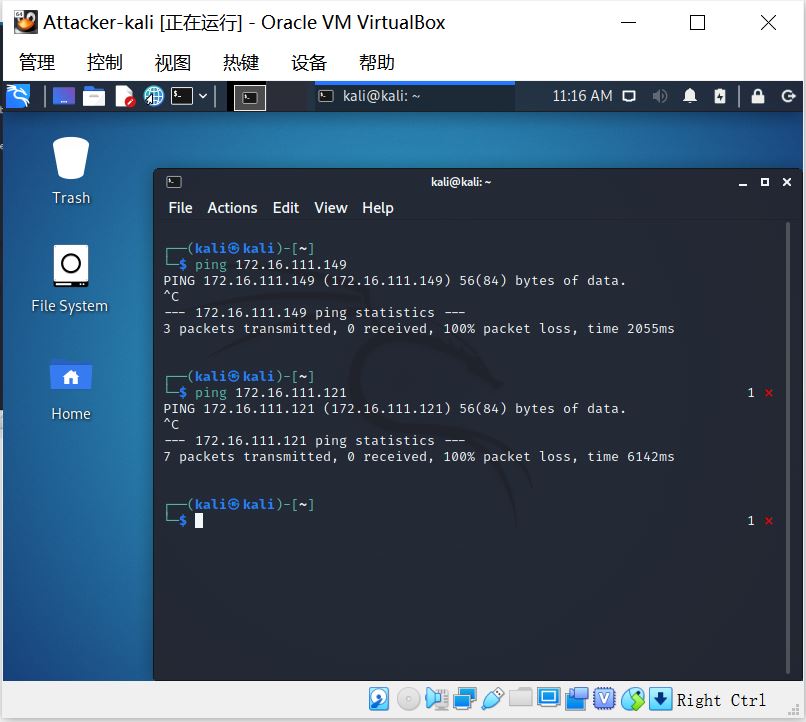 Attacker-kali [正在运行] - Oracle VM VirtualBox
管理 控制 视图 热键 设备 帮助
kali@kali: ~ 11:16 AM
Trash
File System
Home
kali@kali: ~
File Actions Edit View Help
┌──(kali㉿kali)-[~]
└─$ ping 172.16.111.149
PING 172.16.111.149 (172.16.111.149) 56(84) bytes of data.
^C
--- 172.16.111.149 ping statistics ---
3 packets transmitted, 0 received, 100% packet loss, time 2055ms
┌──(kali㉿kali)-[~]
└─$ ping 172.16.111.121 1 ⨯
PING 172.16.111.121 (172.16.111.121) 56(84) bytes of data.
^C
--- 172.16.111.121 ping statistics ---
7 packets transmitted, 0 received, 100% packet loss, time 6142ms
┌──(kali㉿kali)-[~]
└─$ 1 ⨯
Right Ctrl